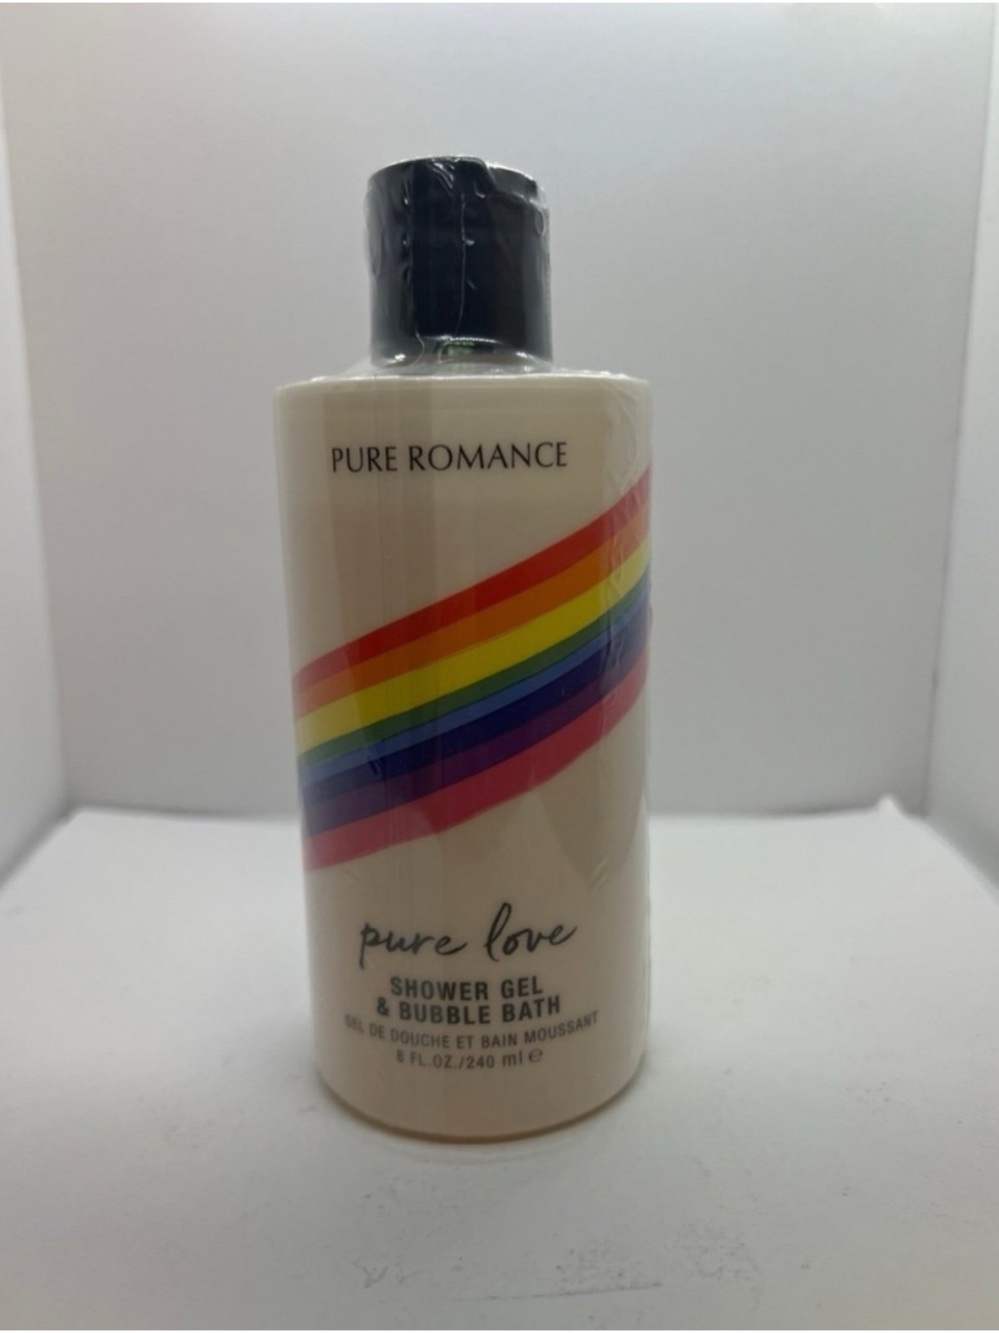 PURE ROMANCE
pure love
SHOWER GEL
& BUBBLE BATH
GEL DE DOUCHE ET BAIN MOUSSANT
8 FL.OZ./240 ml ℮